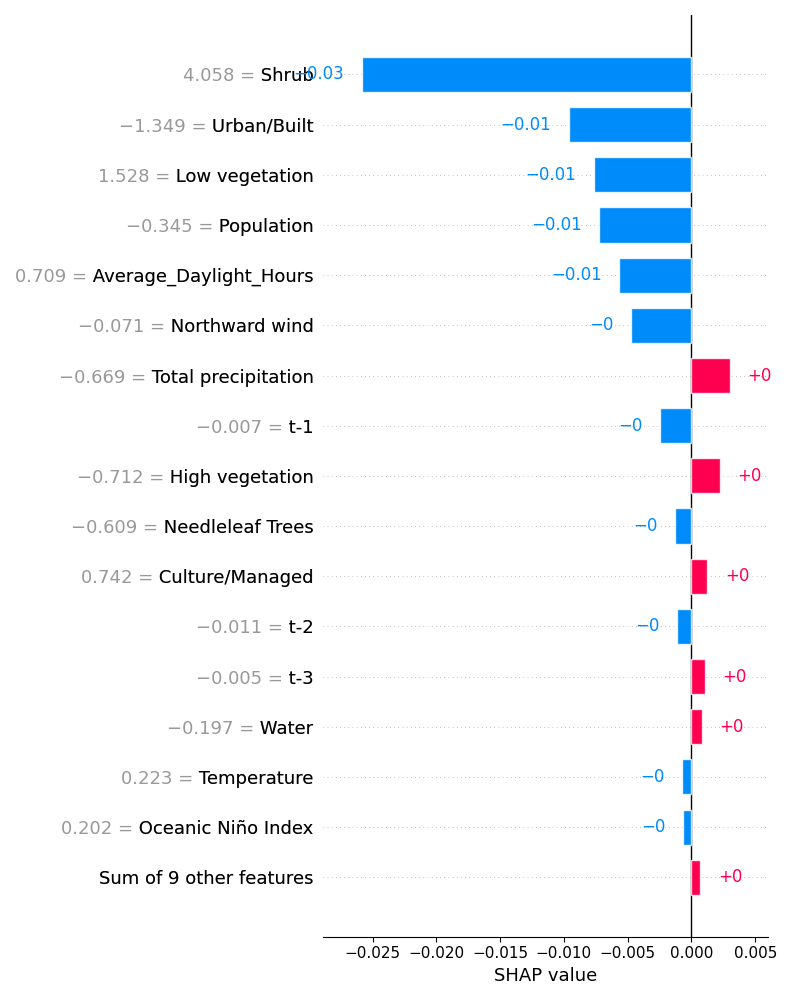 4.058 = Shrub −0.03
−1.349 = Urban/Built −0.01
1.528 = Low vegetation −0.01
−0.345 = Population −0.01
0.709 = Average_Daylight_Hours −0.01
−0.071 = Northward wind −0
−0.669 = Total precipitation +0
−0.007 = t-1 −0
−0.712 = High vegetation +0
−0.609 = Needleleaf Trees −0
0.742 = Culture/Managed +0
−0.011 = t-2 −0
−0.005 = t-3 +0
−0.197 = Water +0
0.223 = Temperature −0
0.202 = Oceanic Niño Index −0
Sum of 9 other features +0
−0.025 −0.020 −0.015 −0.010 −0.005 0.000 0.005
SHAP value